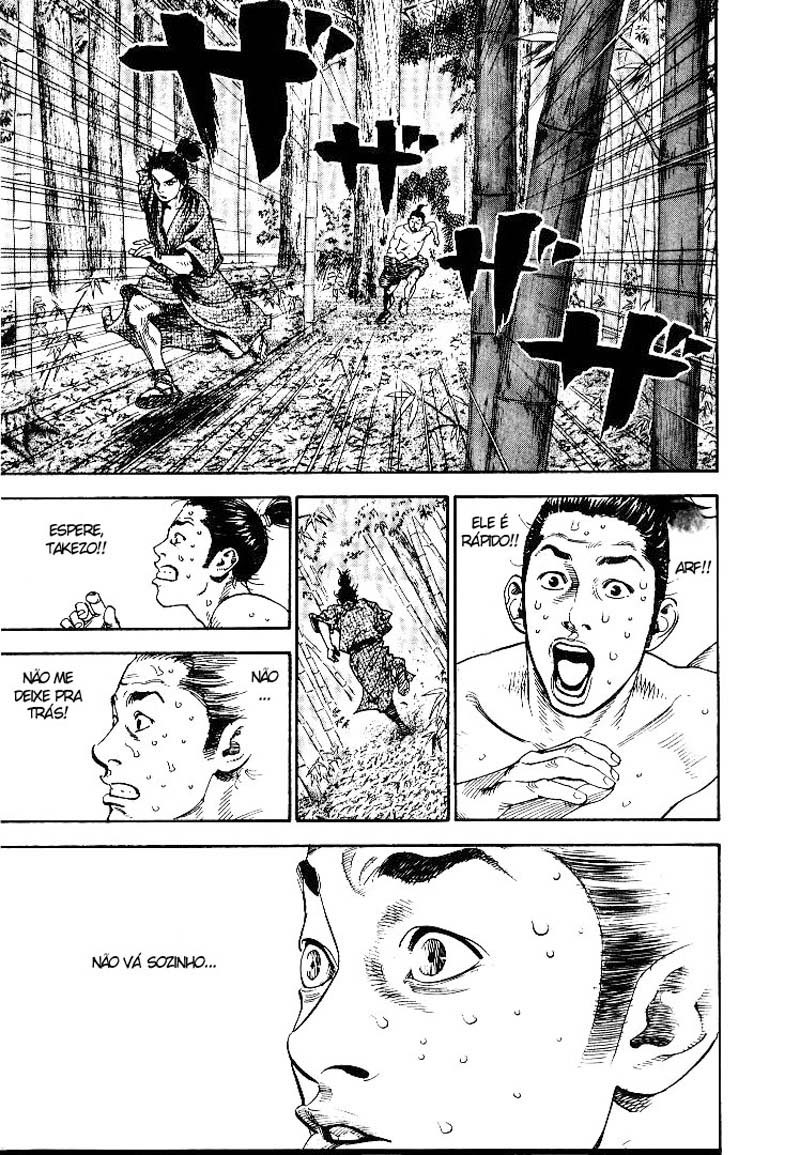 ザ
ザ
ザ
ザ
ELE É
RÁPIDO!!
ARF!!
ESPERE,
TAKEZO!!
NÃO
...
NÃO ME
DEIXE PRA
TRÁS!
NÃO VÁ SOZINHO...